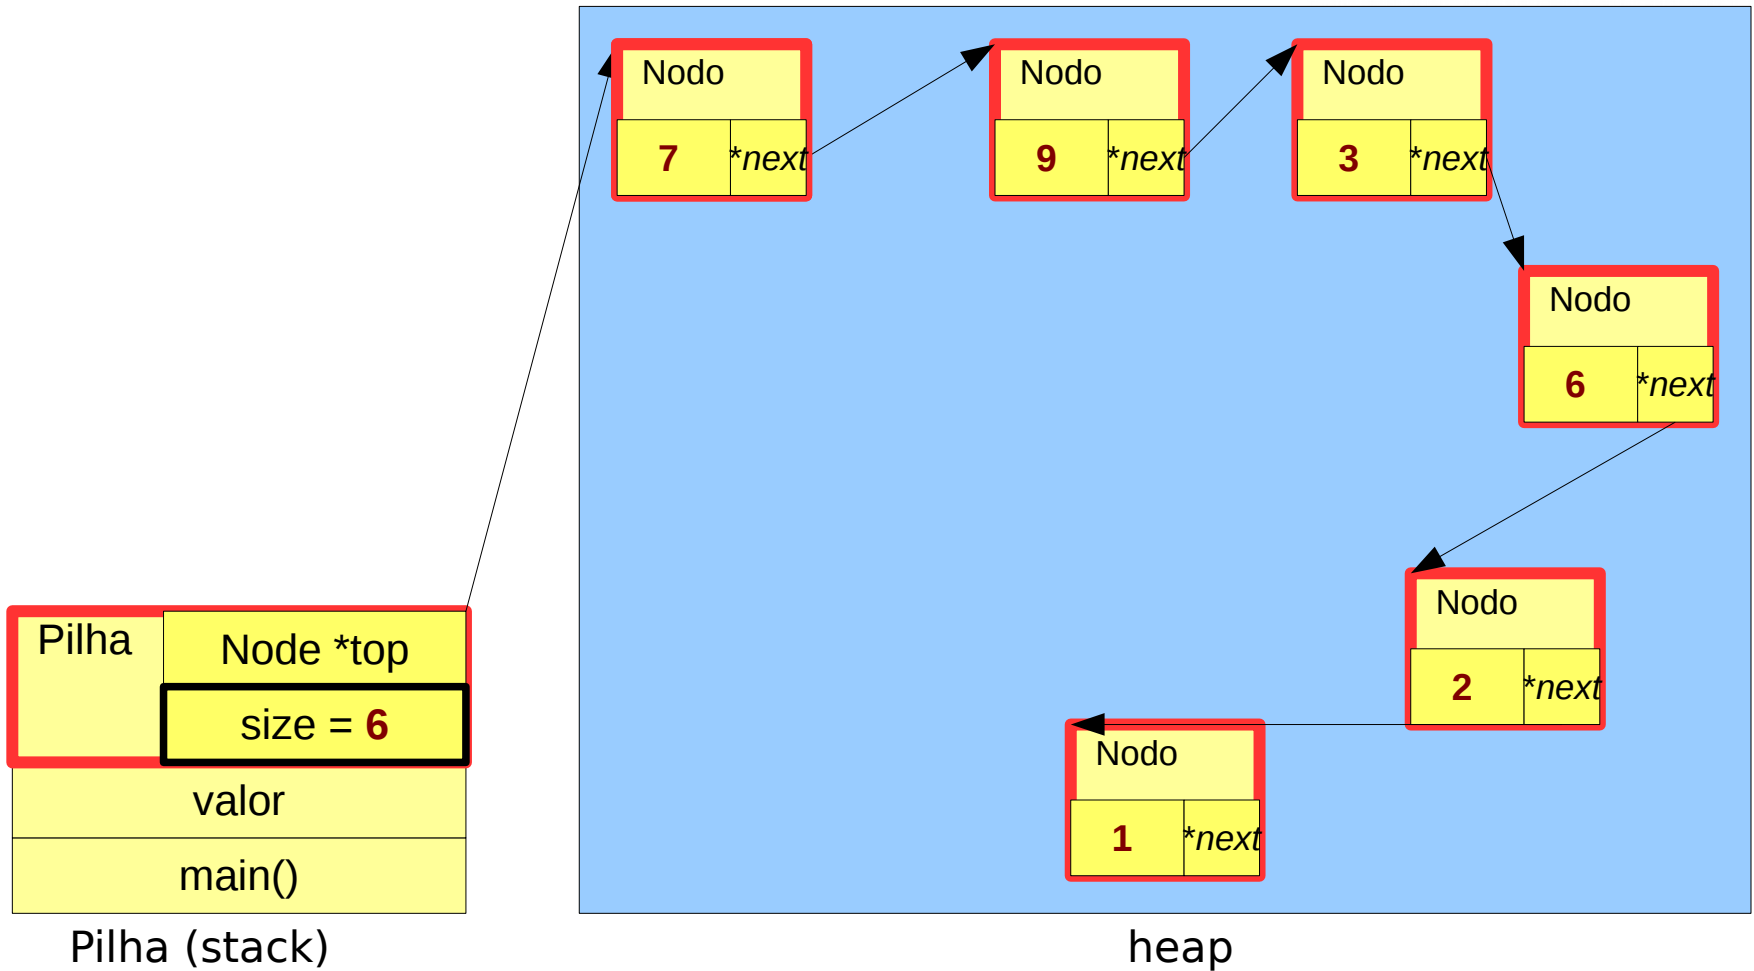 Nodo
7 *next
Nodo
9 *next
Nodo
3 *next
Nodo
6 *next
Nodo
2 *next
Nodo
1 *next
Pilha
Node *top
size = 6
valor
main()
Pilha (stack)
heap